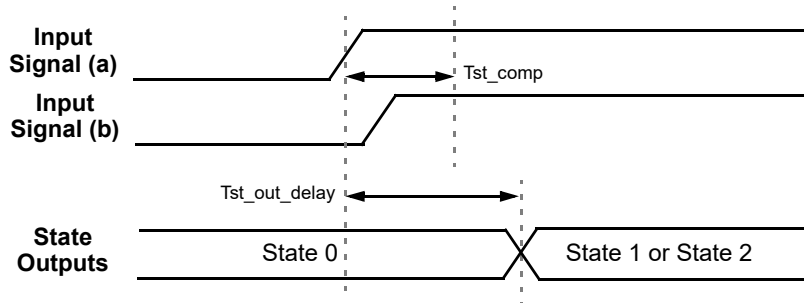 Input
Signal (a)
Tst_comp
Input
Signal (b)
Tst_out_delay
State
Outputs
State 0
State 1 or State 2